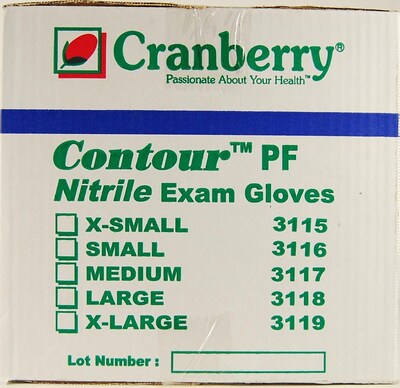 Cranberry®
Passionate About Your Health™
Contour™ PF
Nitrile Exam Gloves
X-SMALL 3115
SMALL 3116
MEDIUM 3117
LARGE 3118
X-LARGE 3119
Lot Number :